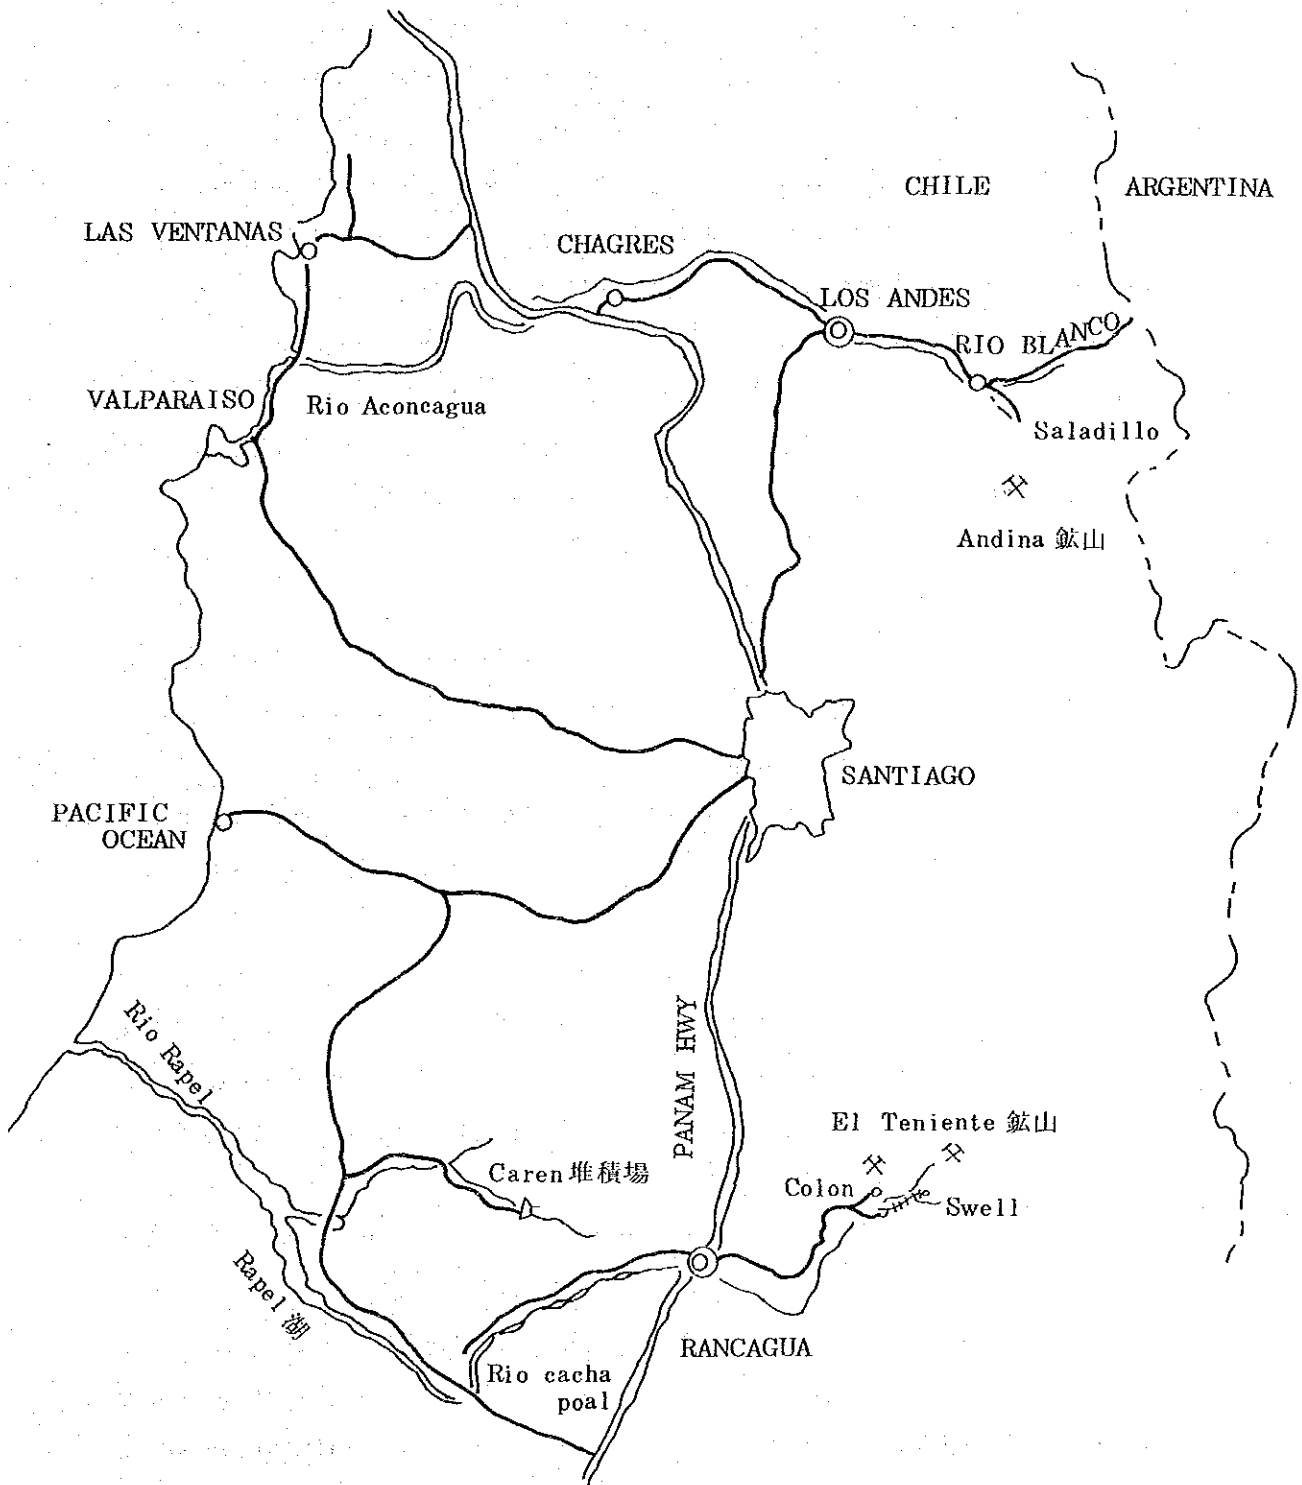 CHILE
ARGENTINA
LAS VENTANAS
CHAGRES
LOS ANDES
RIO BLANCO
VALPARAISO
Rio Aconcagua
Saladillo
Andina 鉱山
SANTIAGO
PACIFIC
OCEAN
PANAM HWY
Rio Rapel
El Teniente 鉱山
Caren 堆積場
Colon
Swell
Rapel 湖
RANCAGUA
Rio cacha
poal